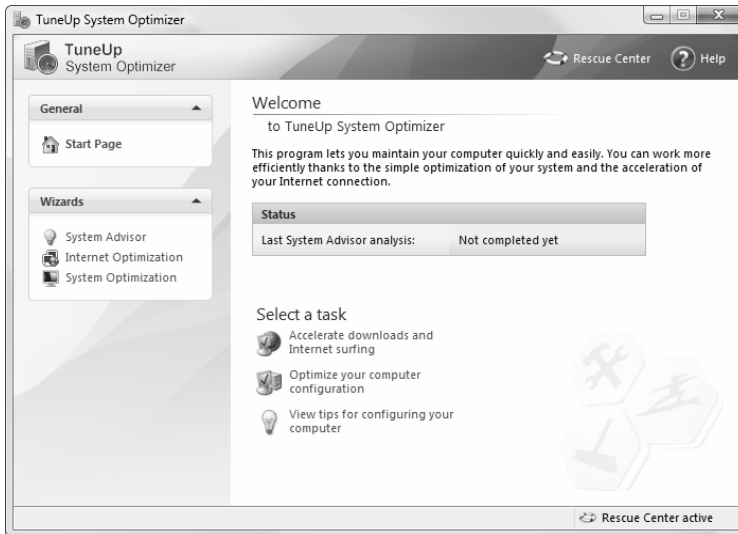 TuneUp System Optimizer
TuneUp
System Optimizer
Rescue Center
Help
General
Start Page
Wizards
System Advisor
Internet Optimization
System Optimization
Welcome
to TuneUp System Optimizer
This program lets you maintain your computer quickly and easily. You can work more
efficiently thanks to the simple optimization of your system and the acceleration of
your Internet connection.
Status
Last System Advisor analysis: Not completed yet
Select a task
Accelerate downloads and
Internet surfing
Optimize your computer
configuration
View tips for configuring your
computer
Rescue Center active